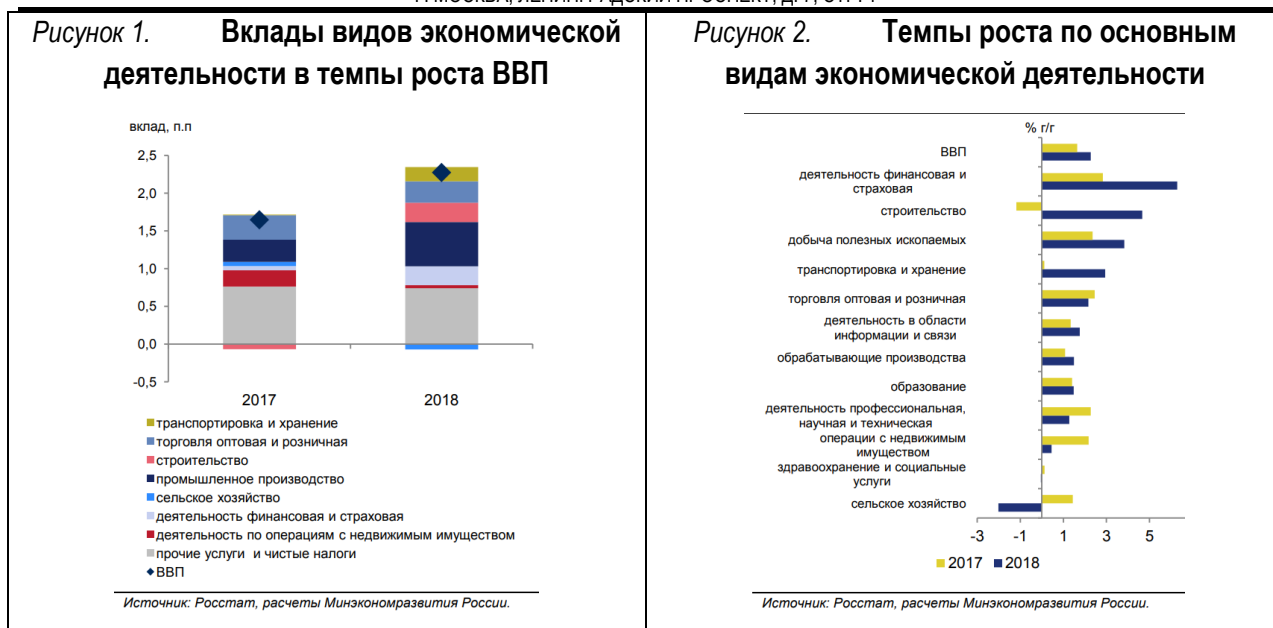 Рисунок 1. Вклады видов экономической
деятельности в темпы роста ВВП
вклад, п.п
2,5
2,0
1,5
1,0
0,5
0,0
-0,5
2017 2018
транспортировка и хранение
торговля оптовая и розничная
строительство
промышленное производство
сельское хозяйство
деятельность финансовая и страховая
деятельность по операциям с недвижимым имуществом
прочие услуги и чистые налоги
ВВП
Источник: Росстат, расчеты Минэкономразвития России.
Рисунок 2. Темпы роста по основным
видам экономической деятельности
% г/г
ВВП
деятельность финансовая и
страховая
строительство
добыча полезных ископаемых
транспортировка и хранение
торговля оптовая и розничная
деятельность в области
информации и связи
обрабатывающие производства
образование
деятельность профессиональная,
научная и техническая
операции с недвижимым
имуществом
здравоохранение и социальные
услуги
сельское хозяйство
-3 -1 1 3 5
2017 2018
Источник: Росстат, расчеты Минэкономразвития России.